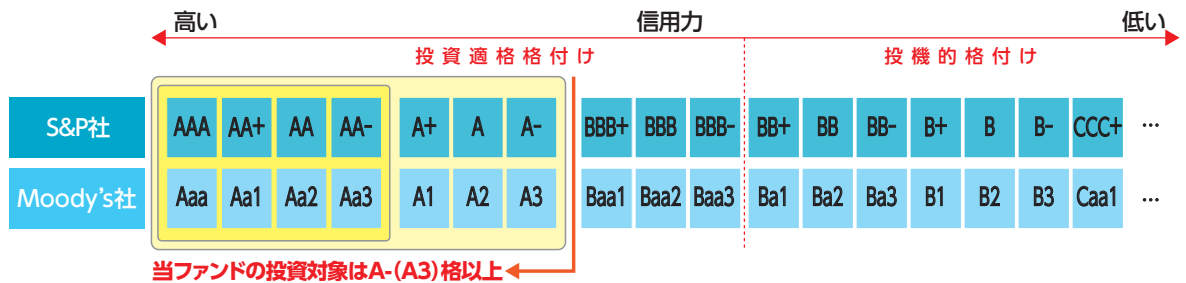 高い 信用力 低い
投資適格格付け 投機的格付け
S&P社 AAA AA+ AA AA- A+ A A- BBB+ BBB BBB- BB+ BB BB- B+ B B- CCC+ …
Moody's社 Aaa Aa1 Aa2 Aa3 A1 A2 A3 Baa1 Baa2 Baa3 Ba1 Ba2 Ba3 B1 B2 B3 Caa1 …
当ファンドの投資対象はA-(A3)格以上